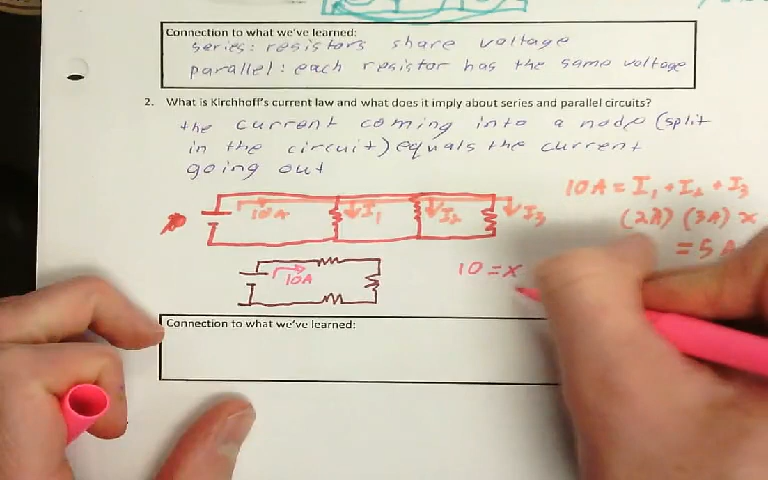 Connection to what we've learned:
series: resistors share voltage
parallel: each resistor has the same voltage
2. What is Kirchhoff's current law and what does it imply about series and parallel circuits?
the current coming into a node (split
in the circuit) equals the current
going out
10A = I₁ + I₂ + I₃
10A I₁ I₂ I₃
(2A) (3A) x
= 5A
10A
10 = x
Connection to what we've learned: